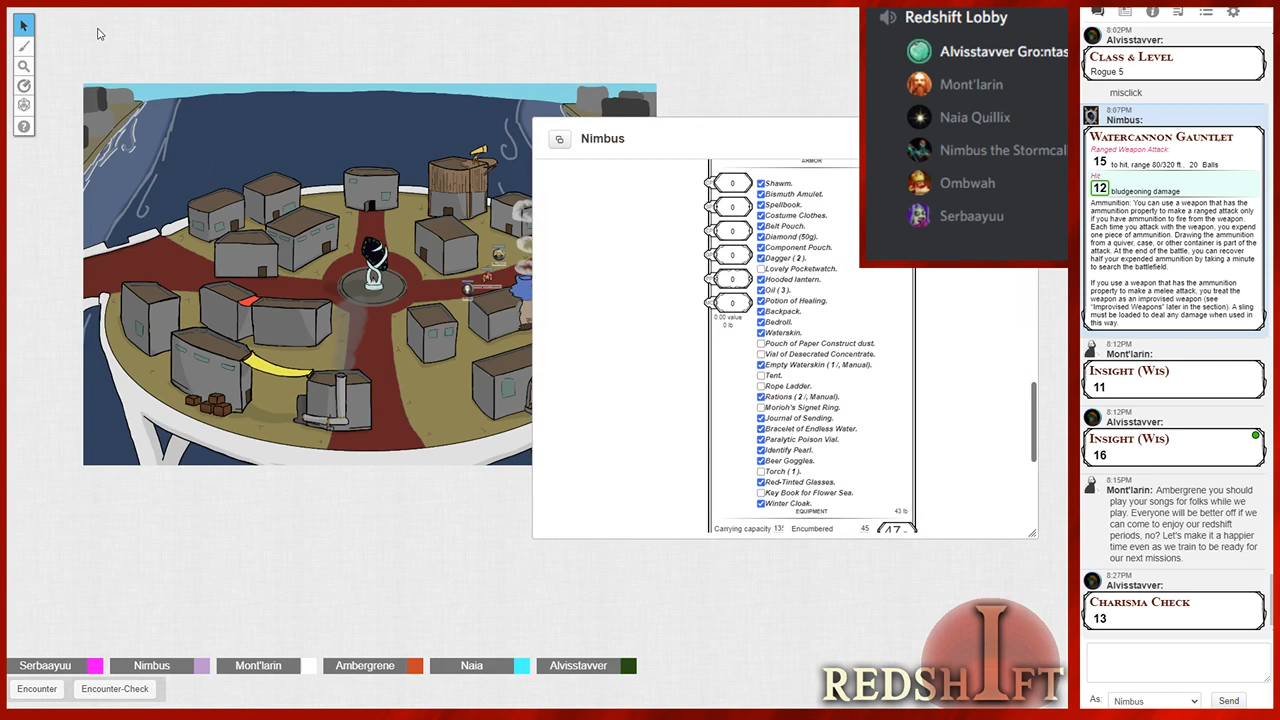 Redshift Lobby
Alvisstavver Gro:ntas
Mont'larin
Naia Quillix
Nimbus the Stormcal
Ombwah
Serbaayuu
Nimbus
ARMOR
0
0
0
0
0
0
0.00 value
0 lb
Shawm.
Bismuth Amulet.
Spellbook.
Costume Clothes.
Belt Pouch.
Diamond (50g).
Component Pouch.
Dagger ( 2 ).
Lovely Pocketwatch.
Hooded lantern.
Oil ( 3 ).
Potion of Healing.
Backpack.
Bedroll.
Waterskin.
Pouch of Paper Construct dust.
Vial of Desecrated Concentrate.
Empty Waterskin ( 1 /, Manual).
Tent.
Rope Ladder.
Rations ( 2 /, Manual).
Morioh's Signet Ring.
Journal of Sending.
Bracelet of Endless Water.
Paralytic Poison Vial.
Identify Pearl.
Beer Goggles.
Torch ( 1 ).
Red-Tinted Glasses.
Key Book for Flower Sea.
Winter Cloak.
EQUIPMENT 43 lb
Carrying capacity 135 Encumbered 45 47
Serbaayuu
Nimbus
Mont'larin
Ambergrene
Naia
Alvisstavver
Encounter
Encounter-Check
REDSHIFT
I
8:02PM
Alvisstavver:
Class & Level
Rogue 5
misclick
8:07PM
Nimbus:
Watercannon Gauntlet
Ranged Weapon Attack:
15 to hit, range 80/320 ft., 20 Balls
Hit:
12 bludgeoning damage
Ammunition: You can use a weapon that has the
ammunition property to make a ranged attack only
if you have ammunition to fire from the weapon.
Each time you attack with the weapon, you expend
one piece of ammunition. Drawing the ammunition
from a quiver, case, or other container is part of the
attack. At the end of the battle, you can recover
half your expended ammunition by taking a minute
to search the battlefield.
If you use a weapon that has the ammunition
property to make a melee attack, you treat the
weapon as an improvised weapon (see
"Improvised Weapons" later in the section). A sling
must be loaded to deal any damage when used in
this way.
8:12PM
Mont'larin:
Insight (Wis)
11
8:12PM
Alvisstavver:
Insight (Wis)
16
8:15PM
Mont'larin: Ambergrene you should
play your songs for folks while we
play. Everyone will be better off if we
can come to enjoy our redshift
periods, no? Let's make it a happier
time even as we train to be ready for
our next missions.
8:27PM
Alvisstavver:
Charisma Check
13
As: Nimbus Send